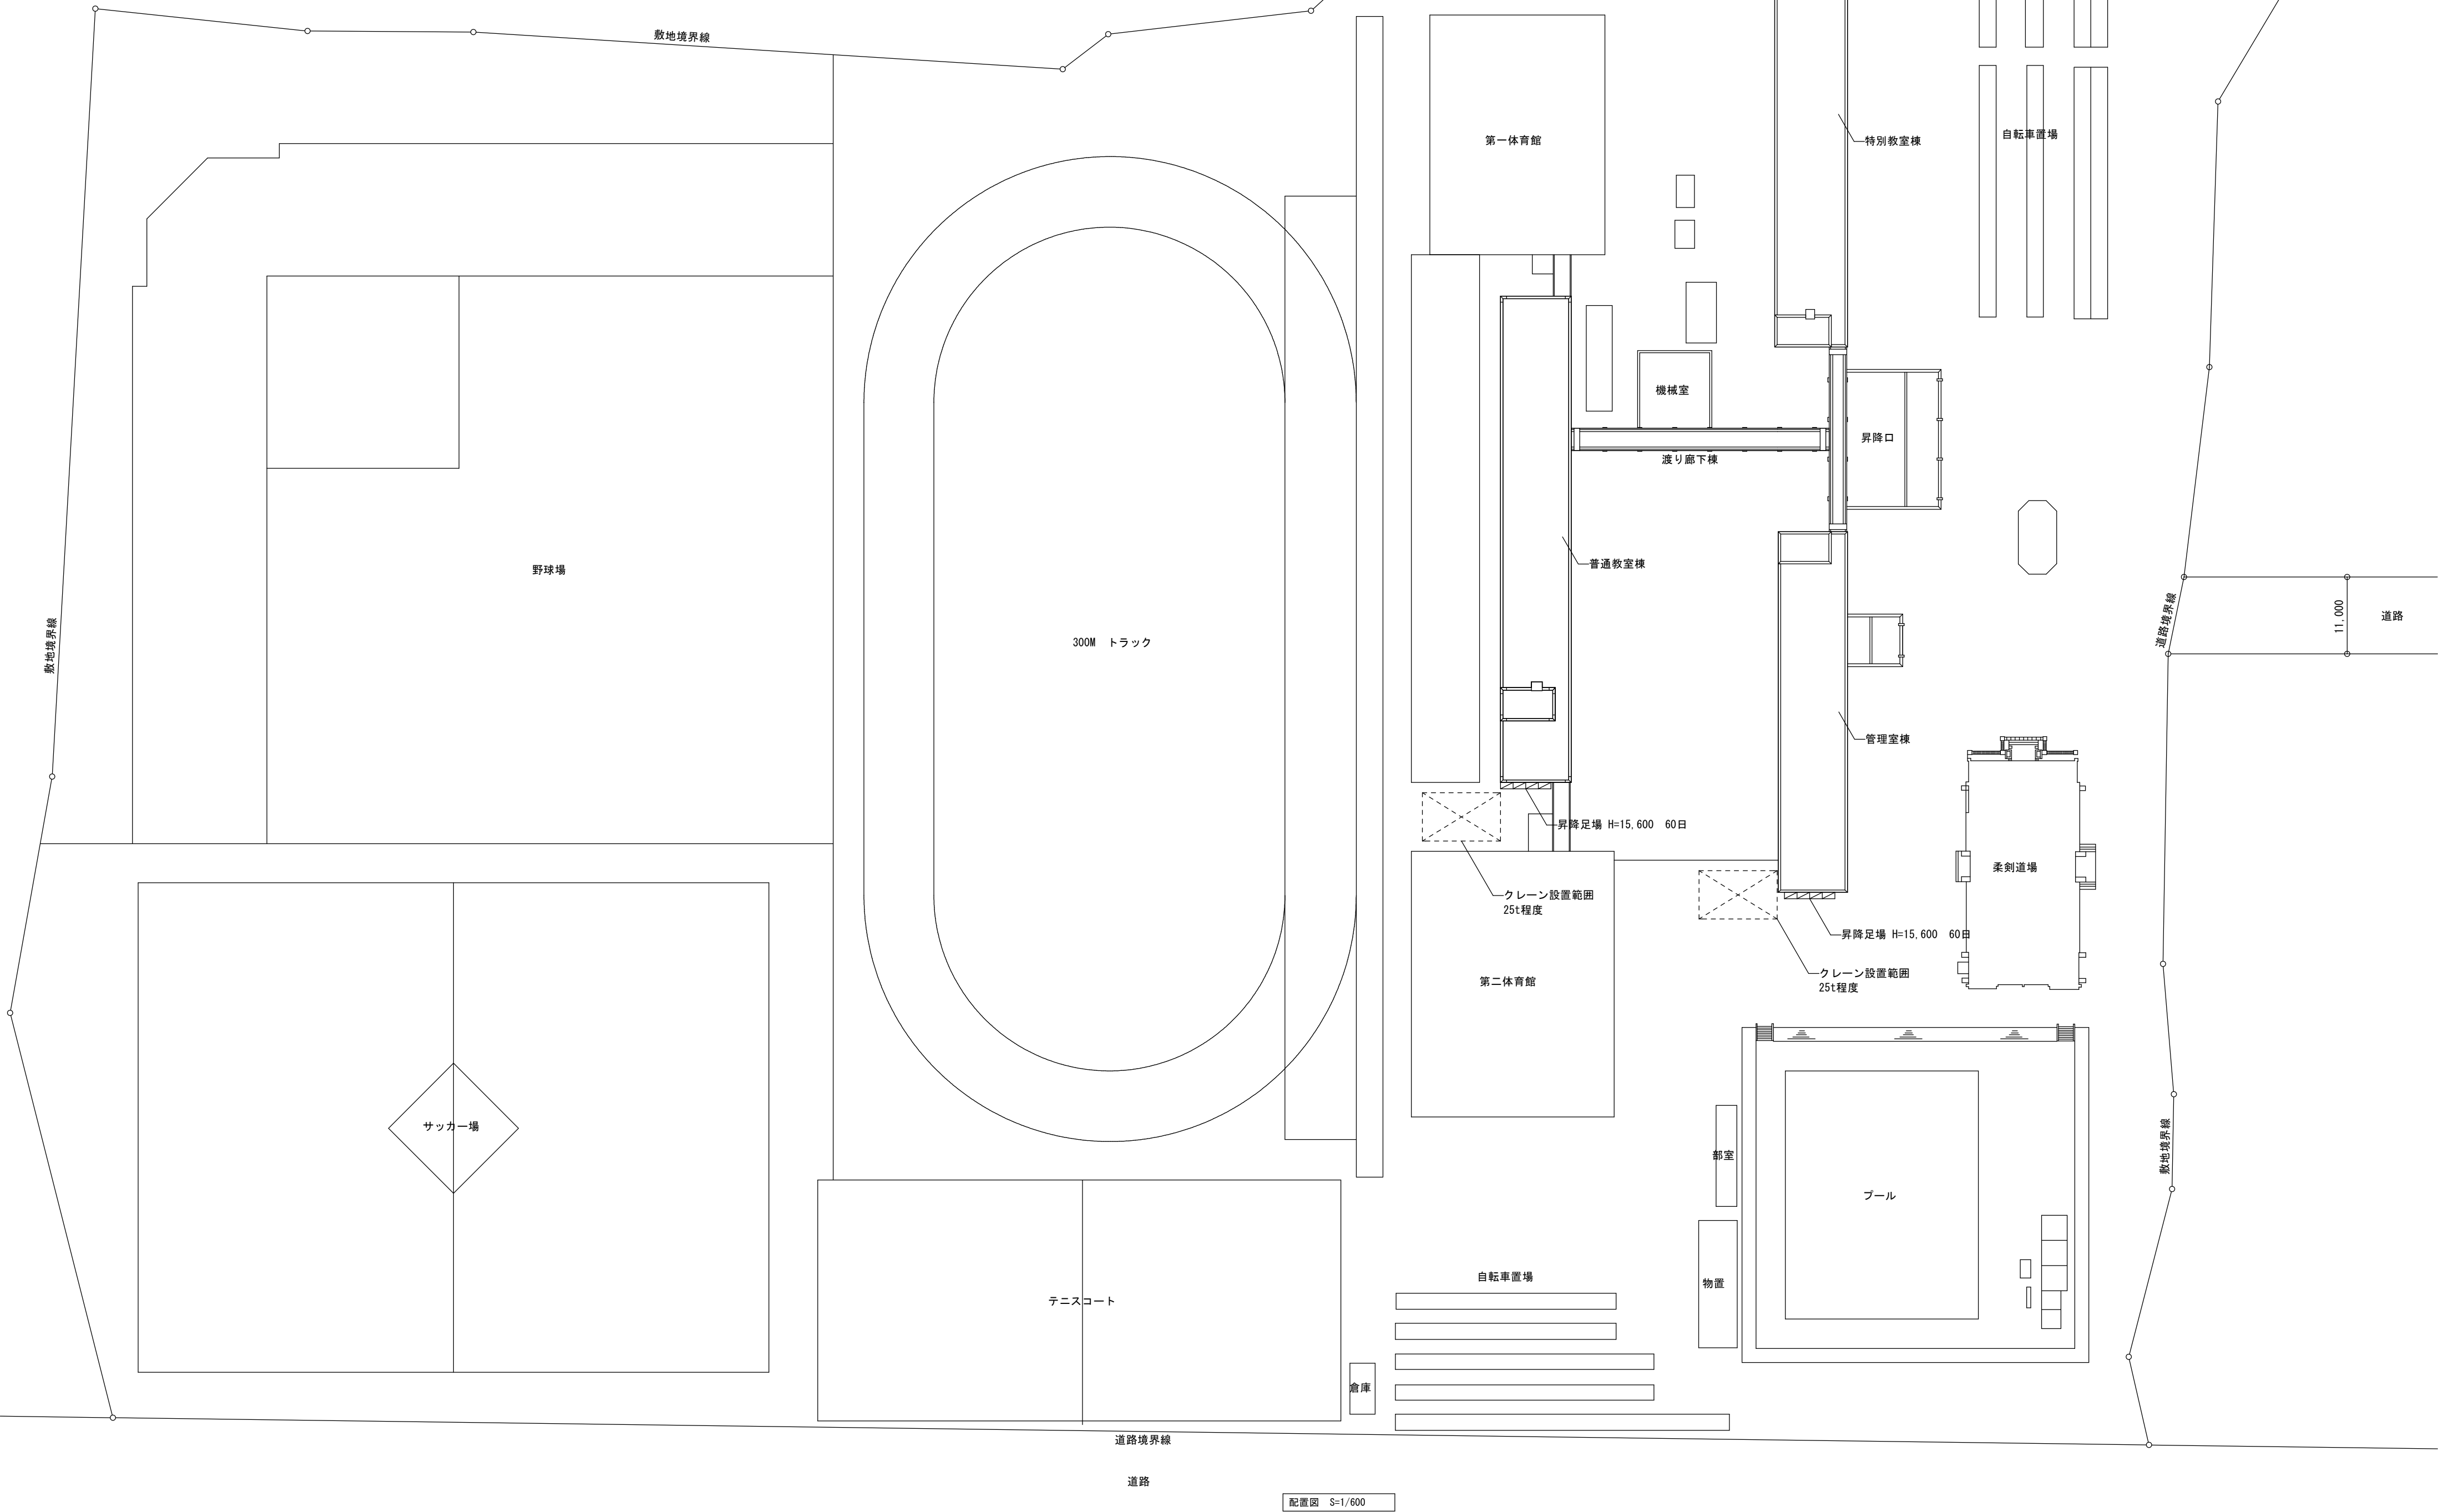 敷地境界線
第一体育館
特別教室棟
自転車置場
機械室
昇降口
渡り廊下棟
普通教室棟
野球場
300M　トラック
敷地境界線
道路境界線
11,000
道路
管理室棟
昇降足場 H=15,600　60日
クレーン設置範囲
25t程度
柔剣道場
昇降足場 H=15,600　60日
クレーン設置範囲
25t程度
第二体育館
サッカー場
部室
敷地境界線
プール
自転車置場
物置
テニスコート
倉庫
道路境界線
道路
配置図　S=1/600